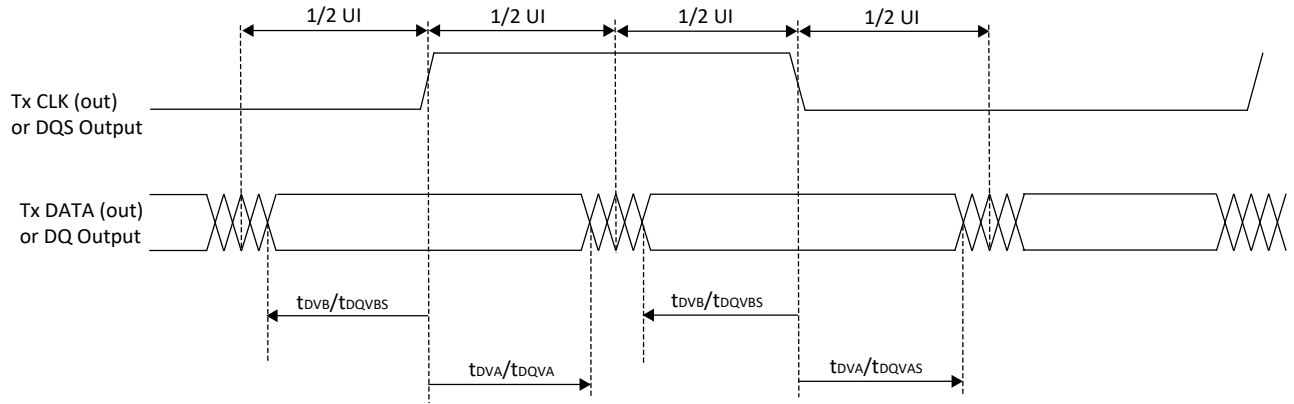 1/2 UI
1/2 UI
1/2 UI
1/2 UI
Tx CLK (out)
or DQS Output
Tx DATA (out)
or DQ Output
tDVB/tDQVBS
tDVB/tDQVBS
tDVA/tDQVA
tDVA/tDQVAS